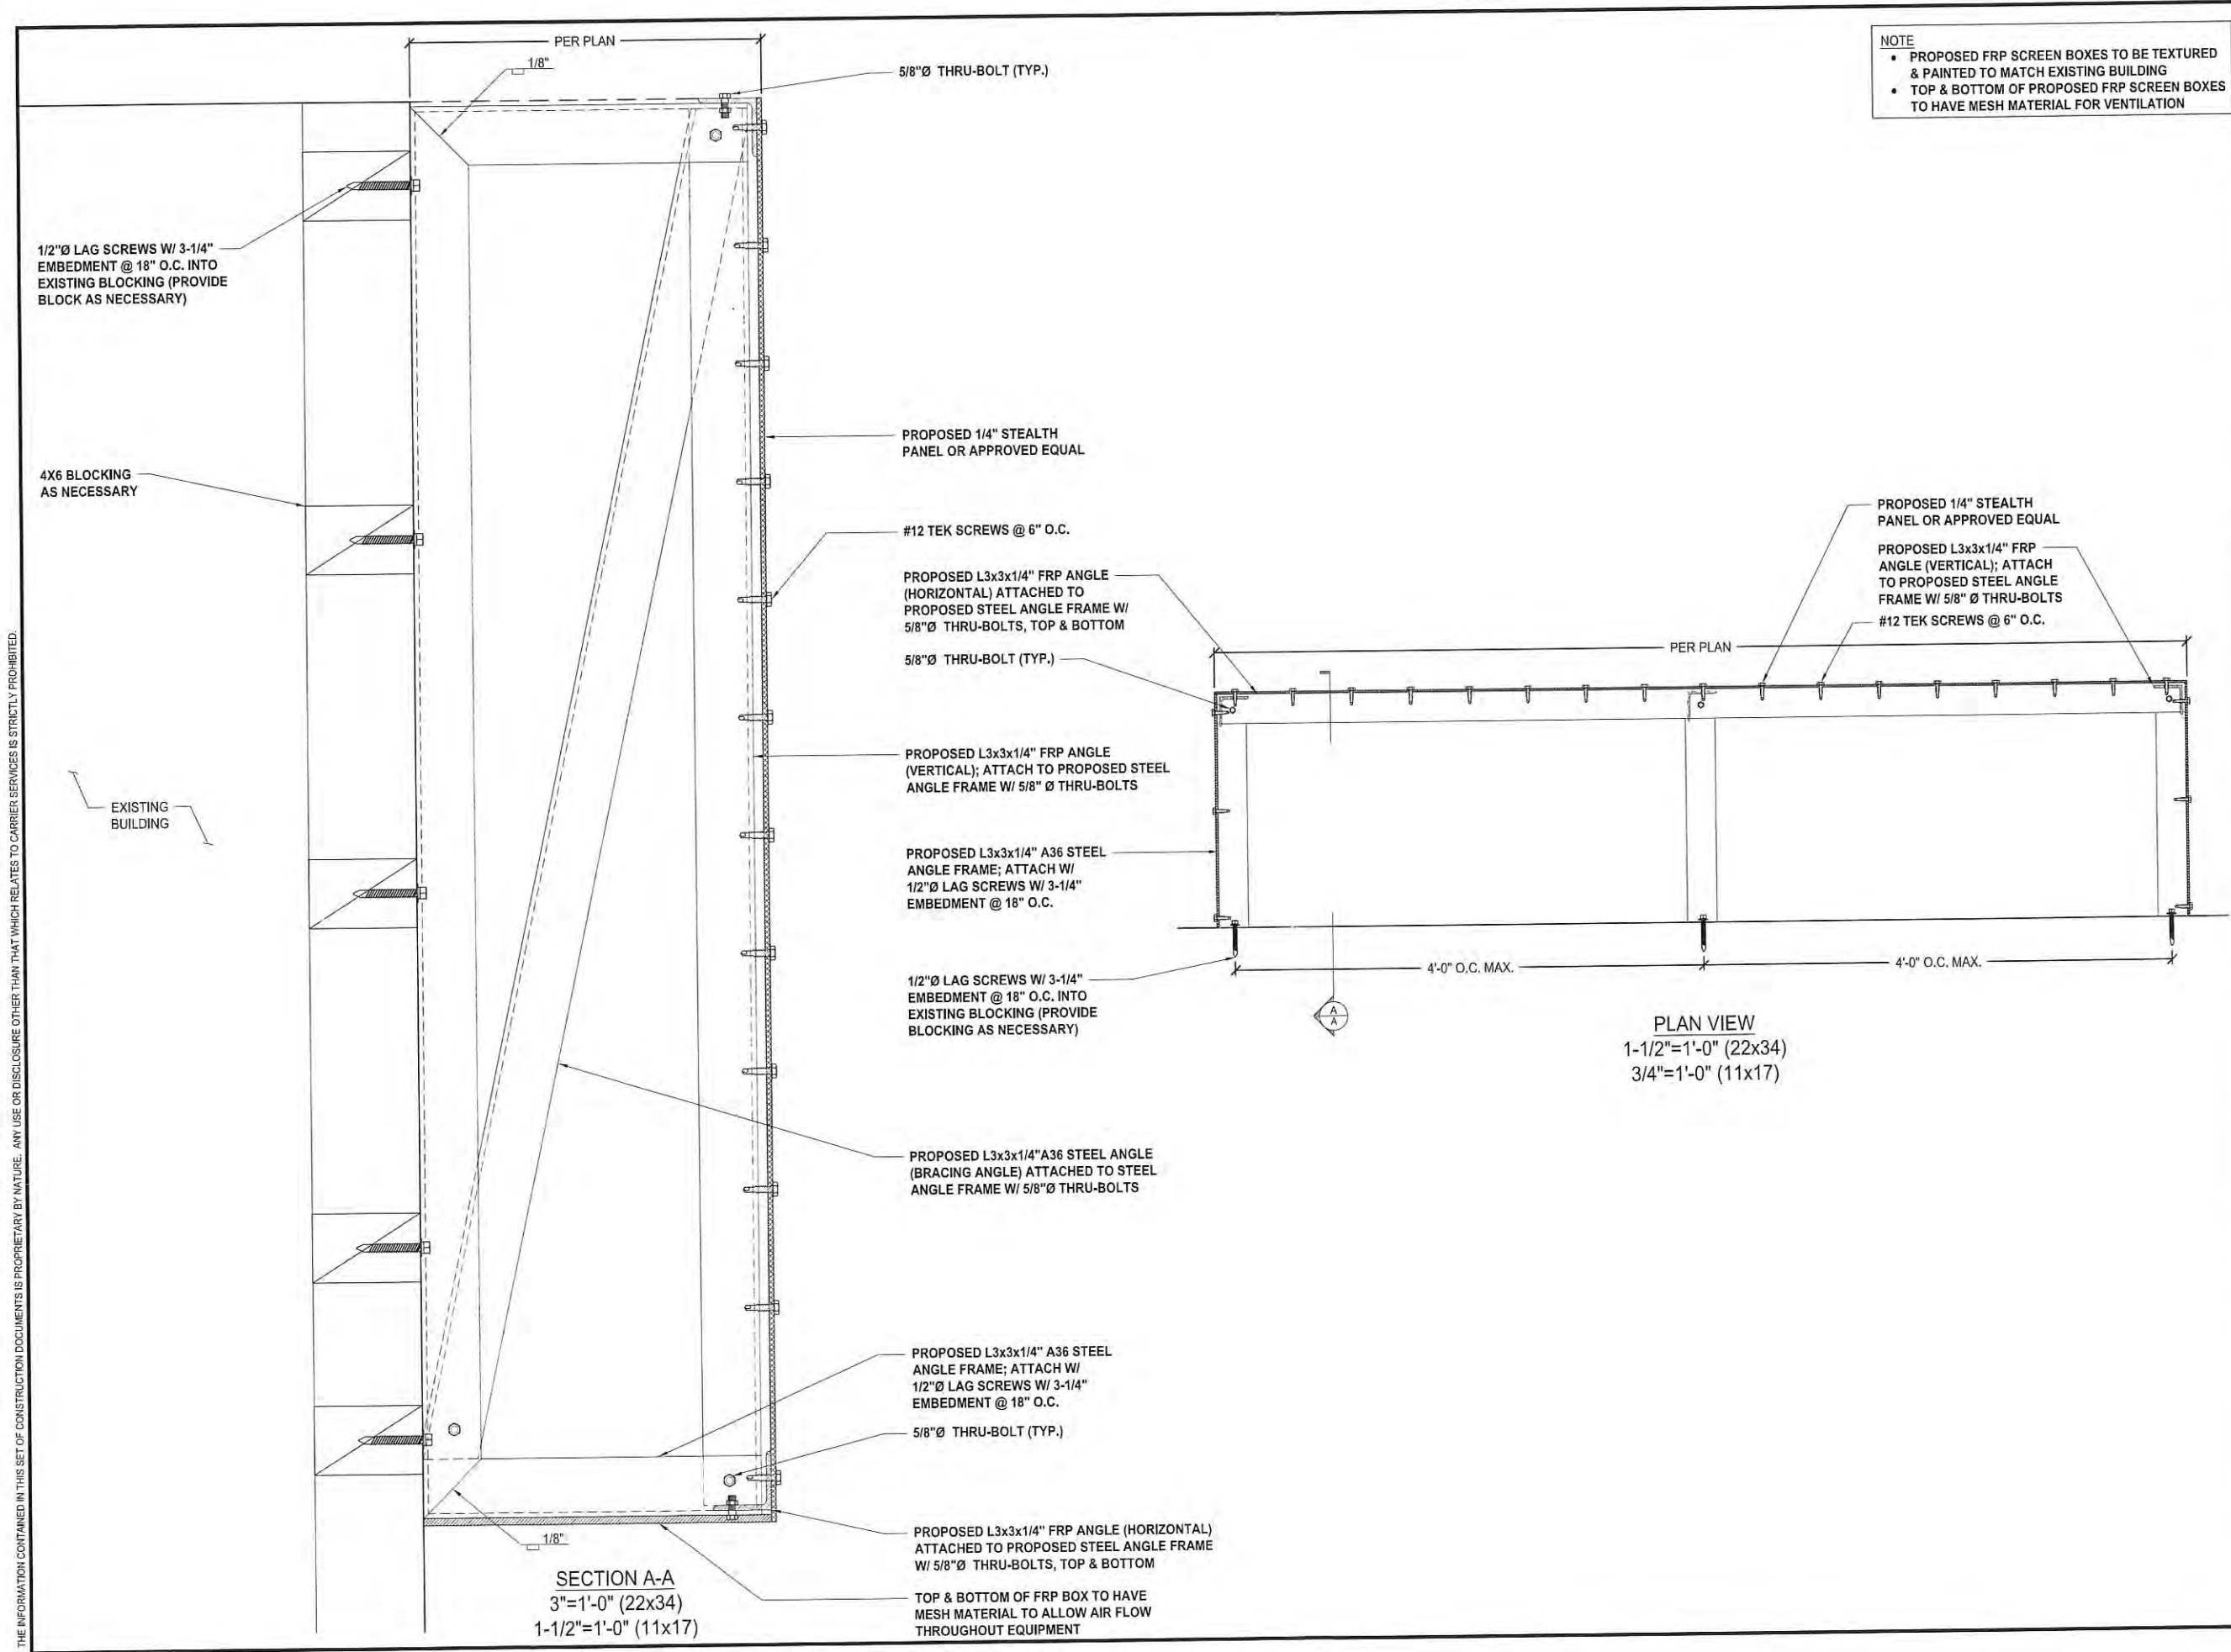 THE INFORMATION CONTAINED IN THIS SET OF CONSTRUCTION DOCUMENTS IS PROPRIETARY BY NATURE. ANY USE OR DISCLOSURE OTHER THAN THAT WHICH RELATES TO CARRIER SERVICES IS STRICTLY PROHIBITED.
PER PLAN
1/8"
5/8"Ø THRU-BOLT (TYP.)
1/2"Ø LAG SCREWS W/ 3-1/4"
EMBEDMENT @ 18" O.C. INTO
EXISTING BLOCKING (PROVIDE
BLOCK AS NECESSARY)
4X6 BLOCKING
AS NECESSARY
EXISTING
BUILDING
PROPOSED 1/4" STEALTH
PANEL OR APPROVED EQUAL
#12 TEK SCREWS @ 6" O.C.
PROPOSED L3x3x1/4" FRP ANGLE
(HORIZONTAL) ATTACHED TO
PROPOSED STEEL ANGLE FRAME W/
5/8"Ø THRU-BOLTS, TOP & BOTTOM
5/8"Ø THRU-BOLT (TYP.)
PROPOSED L3x3x1/4" FRP ANGLE
(VERTICAL); ATTACH TO PROPOSED STEEL
ANGLE FRAME W/ 5/8" Ø THRU-BOLTS
PROPOSED L3x3x1/4" A36 STEEL
ANGLE FRAME; ATTACH W/
1/2"Ø LAG SCREWS W/ 3-1/4"
EMBEDMENT @ 18" O.C.
1/2"Ø LAG SCREWS W/ 3-1/4"
EMBEDMENT @ 18" O.C. INTO
EXISTING BLOCKING (PROVIDE
BLOCKING AS NECESSARY)
PROPOSED L3x3x1/4"A36 STEEL ANGLE
(BRACING ANGLE) ATTACHED TO STEEL
ANGLE FRAME W/ 5/8"Ø THRU-BOLTS
PROPOSED L3x3x1/4" A36 STEEL
ANGLE FRAME; ATTACH W/
1/2"Ø LAG SCREWS W/ 3-1/4"
EMBEDMENT @ 18" O.C.
5/8"Ø THRU-BOLT (TYP.)
PROPOSED L3x3x1/4" FRP ANGLE (HORIZONTAL)
ATTACHED TO PROPOSED STEEL ANGLE FRAME
W/ 5/8"Ø THRU-BOLTS, TOP & BOTTOM
TOP & BOTTOM OF FRP BOX TO HAVE
MESH MATERIAL TO ALLOW AIR FLOW
THROUGHOUT EQUIPMENT
1/8"
SECTION A-A
3"=1'-0" (22x34)
1-1/2"=1'-0" (11x17)
NOTE
• PROPOSED FRP SCREEN BOXES TO BE TEXTURED
& PAINTED TO MATCH EXISTING BUILDING
• TOP & BOTTOM OF PROPOSED FRP SCREEN BOXES
TO HAVE MESH MATERIAL FOR VENTILATION
PROPOSED 1/4" STEALTH
PANEL OR APPROVED EQUAL
PROPOSED L3x3x1/4" FRP
ANGLE (VERTICAL); ATTACH
TO PROPOSED STEEL ANGLE
FRAME W/ 5/8" Ø THRU-BOLTS
#12 TEK SCREWS @ 6" O.C.
PER PLAN
4'-0" O.C. MAX.
4'-0" O.C. MAX.
A
A
PLAN VIEW
1-1/2"=1'-0" (22x34)
3/4"=1'-0" (11x17)